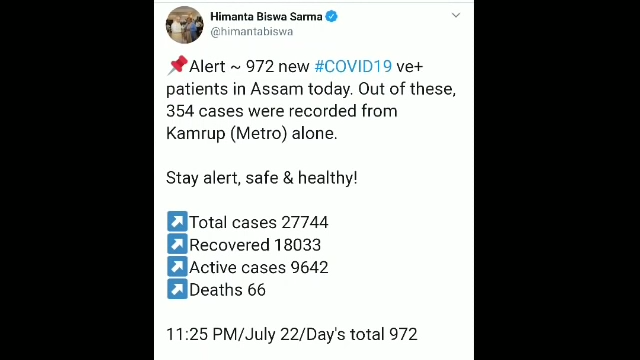 Himanta Biswa Sarma
@himantabiswa
📌Alert ~ 972 new #COVID19 ve+
patients in Assam today. Out of these,
354 cases were recorded from
Kamrup (Metro) alone.
Stay alert, safe & healthy!
↗️Total cases 27744
↗️Recovered 18033
↗️Active cases 9642
↗️Deaths 66
11:25 PM/July 22/Day's total 972